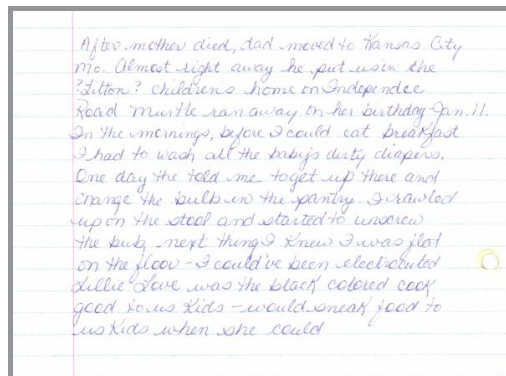 After mother died, dad moved to Kansas City
Mo. Almost right away he put us in the
?Litton? childrens home on Independce
Road Murtle ran away on her birthday Jan. 11.
In the mornings, before I could eat breakfast
I had to wash all the baby's dirty diapers.
One day the told me to get up there and
change the bulb in the pantry. I crawled
up on the stool and started to unscrew
the bub, next thing I knew I was flat
on the floor - I could've been electrocuted
Lillie Love was the black colored cook,
good to us kids - would sneak food to
us kids when she could